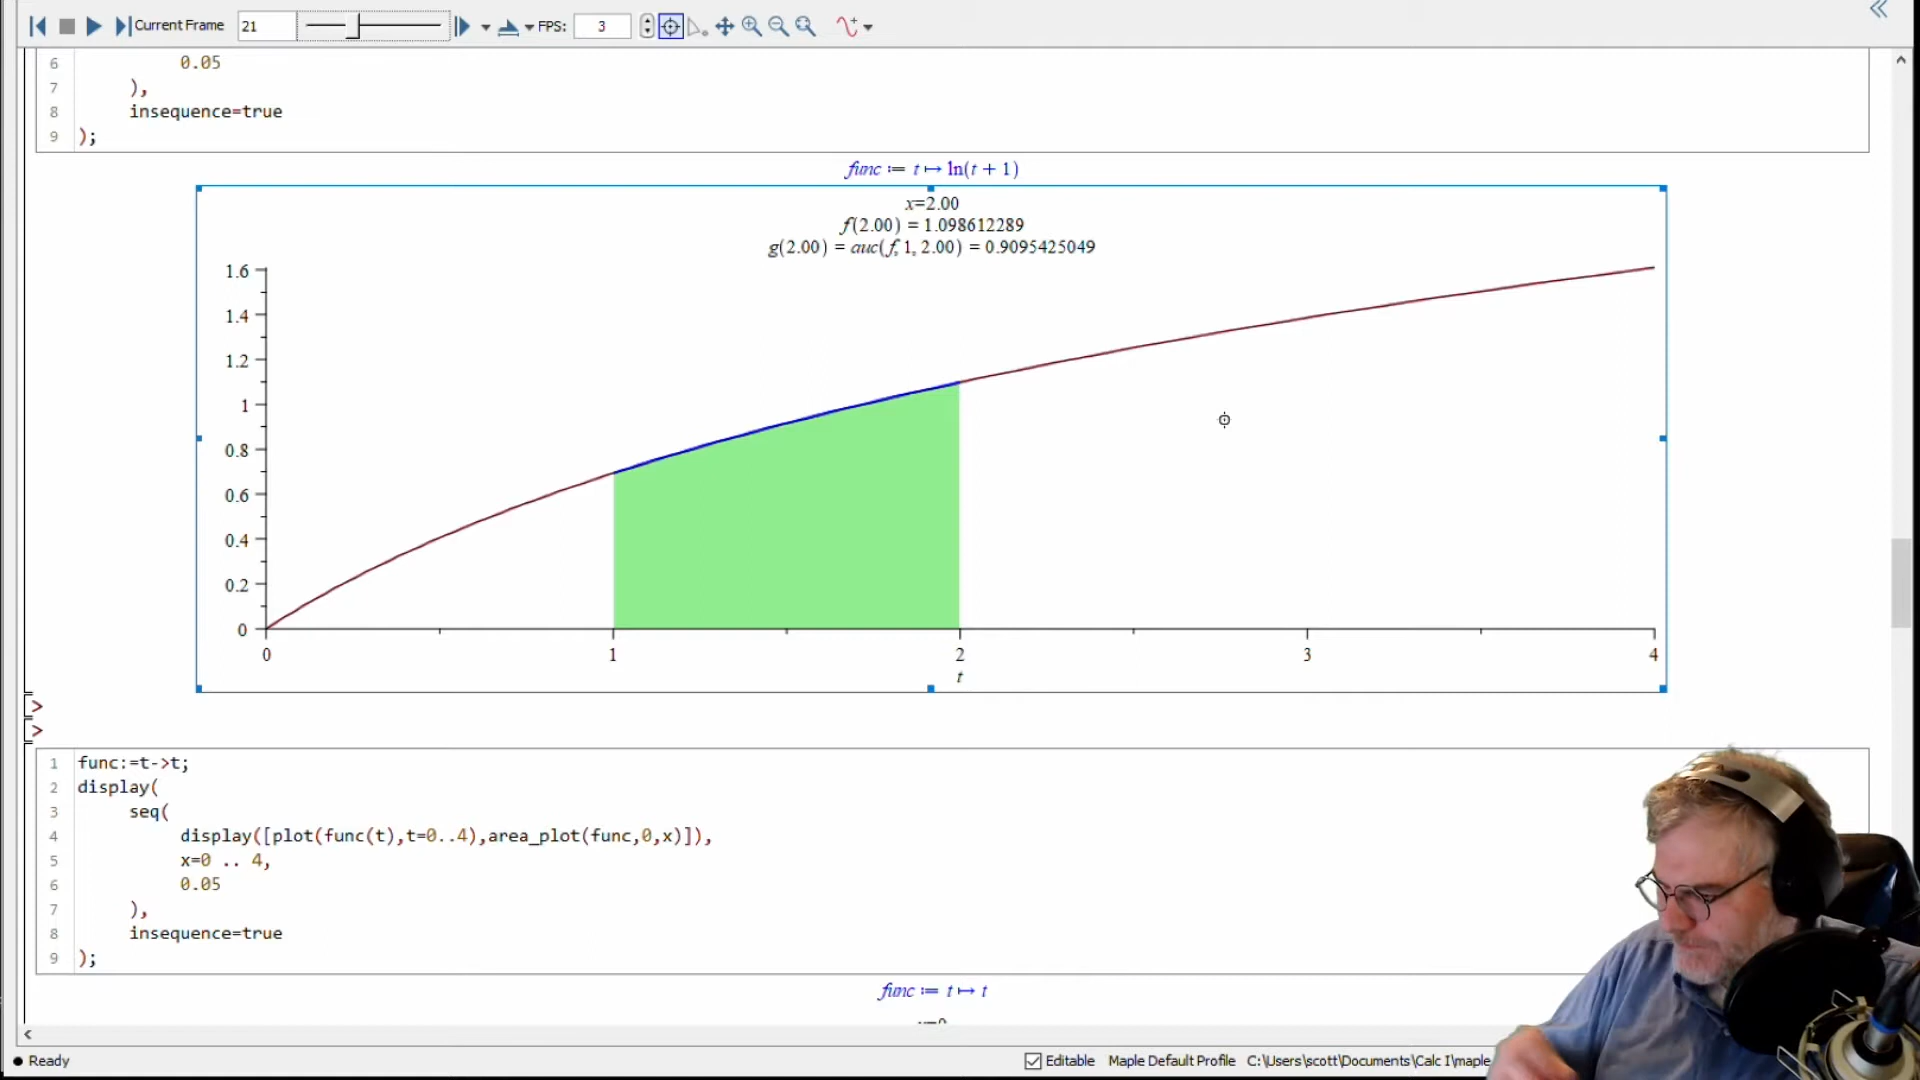 Current Frame 21 FPS: 3
6 0.05
7 ),
8 insequence=true
9 );
func := t ↦ ln(t + 1)
x=2.00
f(2.00) = 1.098612289
g(2.00) = auc(f, 1, 2.00) = 0.9095425049
1.6
1.4
1.2
1
0.8
0.6
0.4
0.2
0
0 1 2 3 4
t
>
>
1 func:=t->t;
2 display(
3 seq(
4 display([plot(func(t),t=0..4),area_plot(func,0,x)]),
5 x=0 .. 4,
6 0.05
7 ),
8 insequence=true
9 );
func := t ↦ t
Ready Editable Maple Default Profile C:\Users\scott\Documents\Calc I\maple